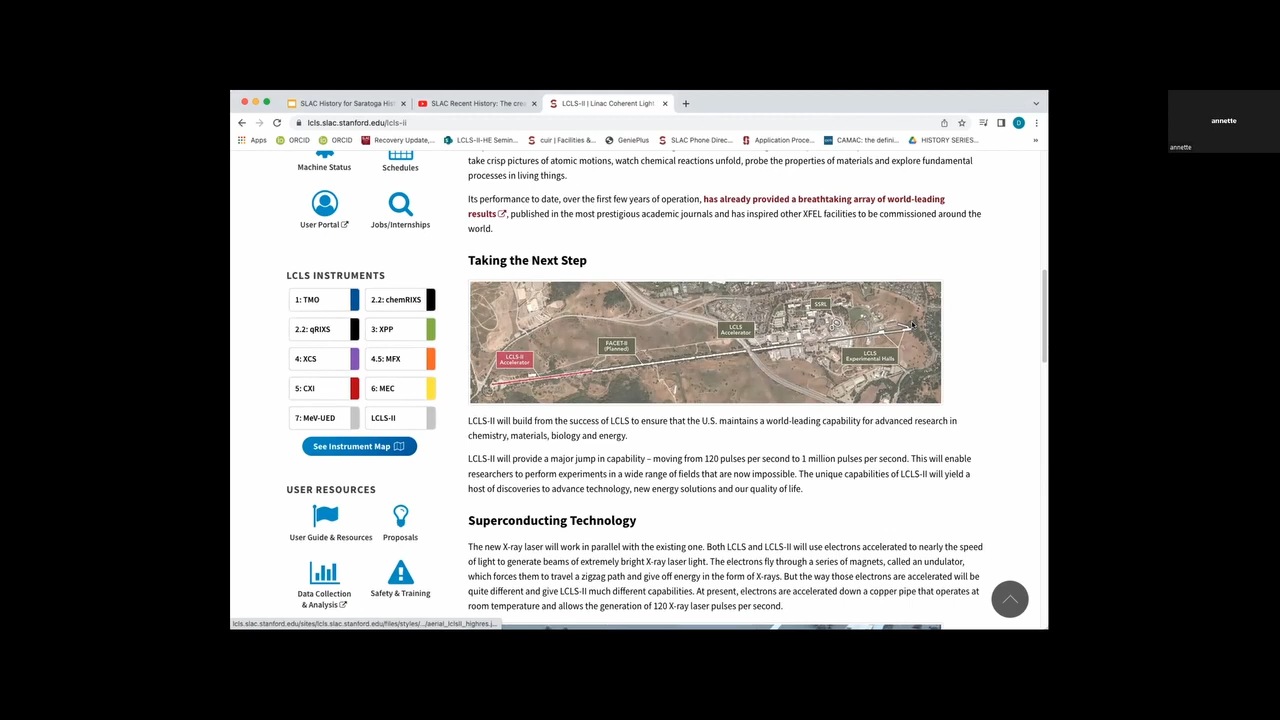 SLAC History for Saratoga His
SLAC Recent History: The cre
LCLS-II | Linac Coherent Light
lcls.slac.stanford.edu/lcls-ii
D
Apps
ORCID
ORCID
Recovery Update,...
LCLS-II-HE Semin...
cuir | Facilities &...
GeniePlus
SLAC Phone Direc...
Application Proce...
CAMAC: the defini...
HISTORY SERIES...
annette
annette
Machine Status
Schedules
User Portal
Jobs/Internships
LCLS INSTRUMENTS
1: TMO
2.2: chemRIXS
2.2: qRIXS
3: XPP
4: XCS
4.5: MFX
5: CXI
6: MEC
7: MeV-UED
LCLS-II
See Instrument Map
USER RESOURCES
User Guide & Resources
Proposals
Data Collection
& Analysis
Safety & Training
take crisp pictures of atomic motions, watch chemical reactions unfold, probe the properties of materials and explore fundamental
processes in living things.
Its performance to date, over the first few years of operation, has already provided a breathtaking array of world-leading
results, published in the most prestigious academic journals and has inspired other XFEL facilities to be commissioned around the
world.
Taking the Next Step
LCLS-II
Accelerator
FACET-II
(Planned)
LCLS
Accelerator
SSRL
LCLS
Experimental Halls
LCLS-II will build from the success of LCLS to ensure that the U.S. maintains a world-leading capability for advanced research in
chemistry, materials, biology and energy.
LCLS-II will provide a major jump in capability – moving from 120 pulses per second to 1 million pulses per second. This will enable
researchers to perform experiments in a wide range of fields that are now impossible. The unique capabilities of LCLS-II will yield a
host of discoveries to advance technology, new energy solutions and our quality of life.
Superconducting Technology
The new X-ray laser will work in parallel with the existing one. Both LCLS and LCLS-II will use electrons accelerated to nearly the speed
of light to generate beams of extremely bright X-ray laser light. The electrons fly through a series of magnets, called an undulator,
which forces them to travel a zigzag path and give off energy in the form of X-rays. But the way those electrons are accelerated will be
quite different and give LCLS-II much different capabilities. At present, electrons are accelerated down a copper pipe that operates at
room temperature and allows the generation of 120 X-ray laser pulses per second.
lcls.slac.stanford.edu/sites/lcls.slac.stanford.edu/files/styles/.../aerial_lclsii_highres.j...